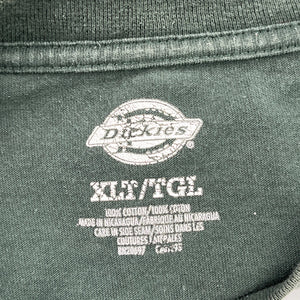 Dickies
XLT/TGL
100% COTTON/100% COTON
MADE IN NICARAGUA/FABRIQUÉ AU NICARAGUA
CARE IN SIDE SEAM/SOINS DANS LES
COUTURES